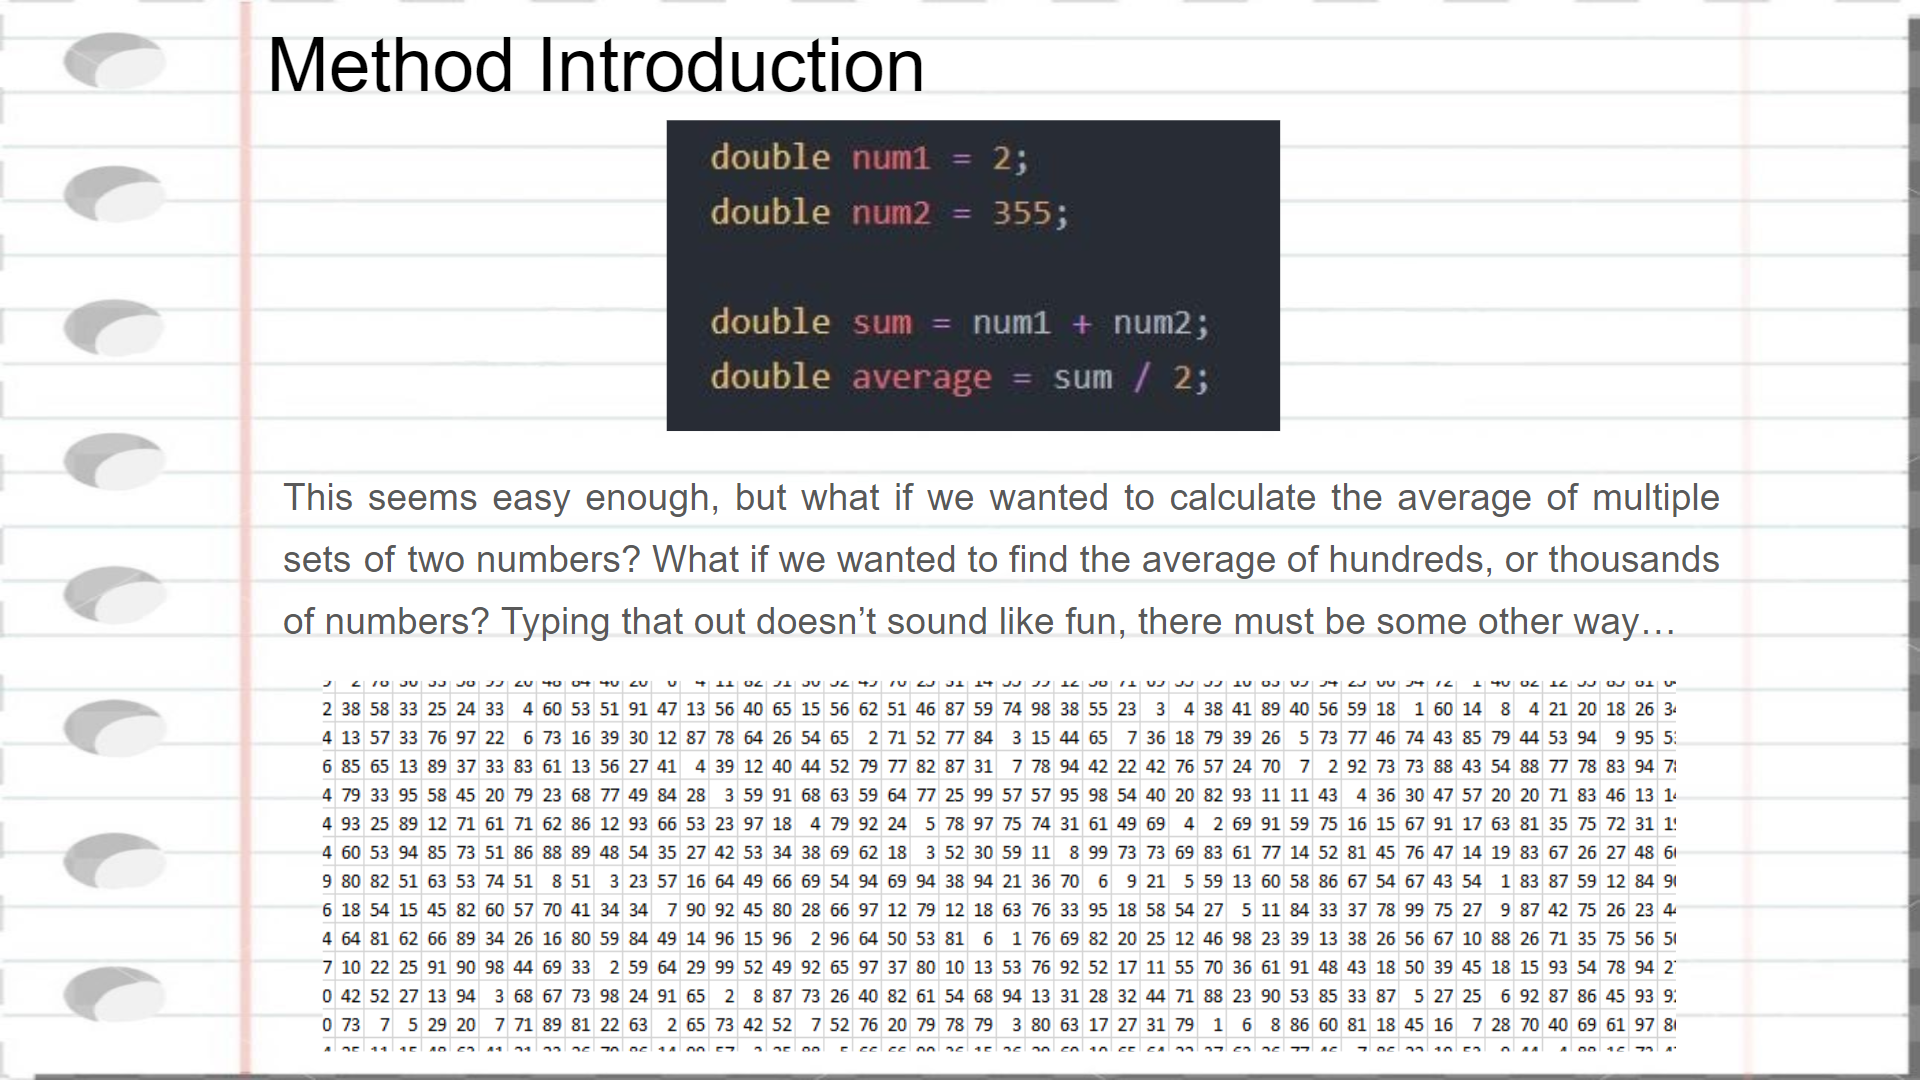 Method Introduction
double num1 = 2;
double num2 = 355;
double sum = num1 + num2;
double average = sum / 2;
This seems easy enough, but what if we wanted to calculate the average of multiple
sets of two numbers? What if we wanted to find the average of hundreds, or thousands
of numbers? Typing that out doesn’t sound like fun, there must be some other way…
2 38 58 33 25 24 33 4 60 53 51 91 47 13 56 40 65 15 56 62 51 46 87 59 74 98 38 55 23 3 4 38 41 89 40 56 59 18 1 60 14 8 4 21 20 18 26
4 13 57 33 76 97 22 6 73 16 39 30 12 87 78 64 26 54 65 2 71 52 77 84 3 15 44 65 7 36 18 79 39 26 5 73 77 46 74 43 85 79 44 53 94 9 95
6 85 65 13 89 37 33 83 61 13 56 27 41 4 39 12 40 44 52 79 77 82 87 31 7 78 94 42 22 42 76 57 24 70 7 2 92 73 73 88 43 54 88 77 78 83 94
4 79 33 95 58 45 20 79 23 68 77 49 84 28 3 59 91 68 63 59 64 77 25 99 57 57 95 98 54 40 20 82 93 11 11 43 4 36 30 47 57 20 20 71 83 46 13
4 93 25 89 12 71 61 71 62 86 12 93 66 53 23 97 18 4 79 92 24 5 78 97 75 74 31 61 49 69 4 2 69 91 59 75 16 15 67 91 17 63 81 35 75 72 31
4 60 53 94 85 73 51 86 88 89 48 54 35 27 42 53 34 38 69 62 18 3 52 30 59 11 8 99 73 73 69 83 61 77 14 52 81 45 76 47 14 19 83 67 26 27 48
9 80 82 51 63 53 74 51 8 51 3 23 57 16 64 49 66 69 54 94 69 94 38 94 21 36 70 6 9 21 5 59 13 60 58 86 67 54 67 43 54 1 83 87 59 12 84
6 18 54 15 45 82 60 57 70 41 34 34 7 90 92 45 80 28 66 97 12 79 12 18 63 76 33 95 18 58 54 27 5 11 84 33 37 78 99 75 27 9 87 42 75 26 23
4 64 81 62 66 89 34 26 16 80 59 84 49 14 96 15 96 2 96 64 50 53 81 6 1 76 69 82 20 25 12 46 98 23 39 13 38 26 56 67 10 88 26 71 35 75 56
7 10 22 25 91 90 98 44 69 33 2 59 64 29 99 52 49 92 65 97 37 80 10 13 53 76 92 52 17 11 55 70 36 61 91 48 43 18 50 39 45 18 15 93 54 78 94
0 42 52 27 13 94 3 68 67 73 98 24 91 65 2 8 87 73 26 40 82 61 54 68 94 13 31 28 32 44 71 88 23 90 53 85 33 87 5 27 25 6 92 87 86 45 93
0 73 7 5 29 20 7 71 89 81 22 63 2 65 73 42 52 7 52 76 20 79 78 79 3 80 63 17 27 31 79 1 6 8 86 60 81 18 45 16 7 28 70 40 69 61 97